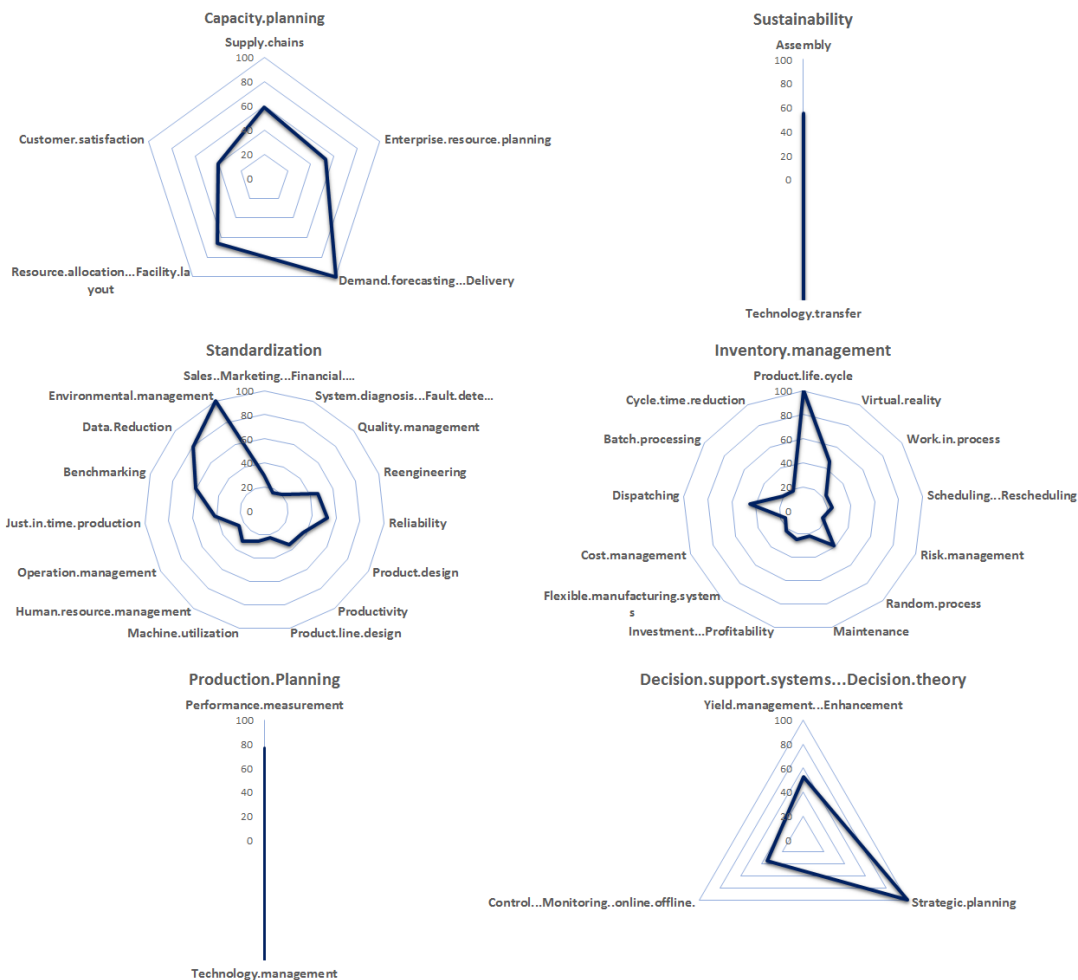 Capacity.planning
Supply.chains
100
80
60
40
20
0
Customer.satisfaction
Enterprise.resource.planning
Resource.allocation...Facility.la
yout
Demand.forecasting...Delivery
Sustainability
Assembly
100
80
60
40
20
0
Technology.transfer
Standardization
Sales..Marketing...Financial....
Environmental.management
System.diagnosis...Fault.dete...
Data.Reduction
Quality.management
Benchmarking
Reengineering
Just.in.time.production
Reliability
Operation.management
Product.design
Human.resource.management
Productivity
Machine.utilization
Product.line.design
100
80
60
40
20
0
Inventory.management
Product.life.cycle
Cycle.time.reduction
Virtual.reality
Batch.processing
Work.in.process
Dispatching
Scheduling...Rescheduling
Cost.management
Risk.management
Flexible.manufacturing.system
s
Random.process
Investment...Profitability
Maintenance
100
80
60
40
20
0
Production.Planning
Performance.measurement
100
80
60
40
20
0
Technology.management
Decision.support.systems...Decision.theory
Yield.management...Enhancement
100
80
60
40
20
0
Control...Monitoring..online.offline.
Strategic.planning